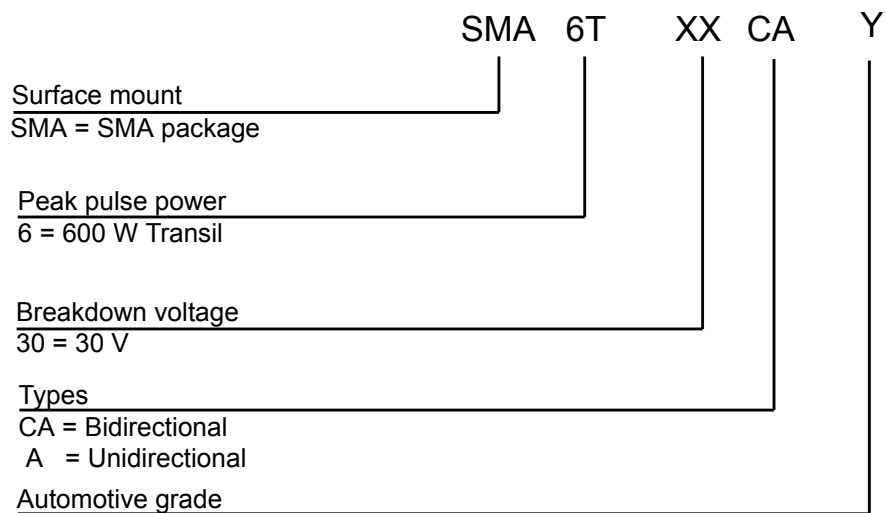 SMA 6T XX CA Y
Surface mount
SMA = SMA package
Peak pulse power
6 = 600 W Transil
Breakdown voltage
30 = 30 V
Types
CA = Bidirectional
A = Unidirectional
Automotive grade